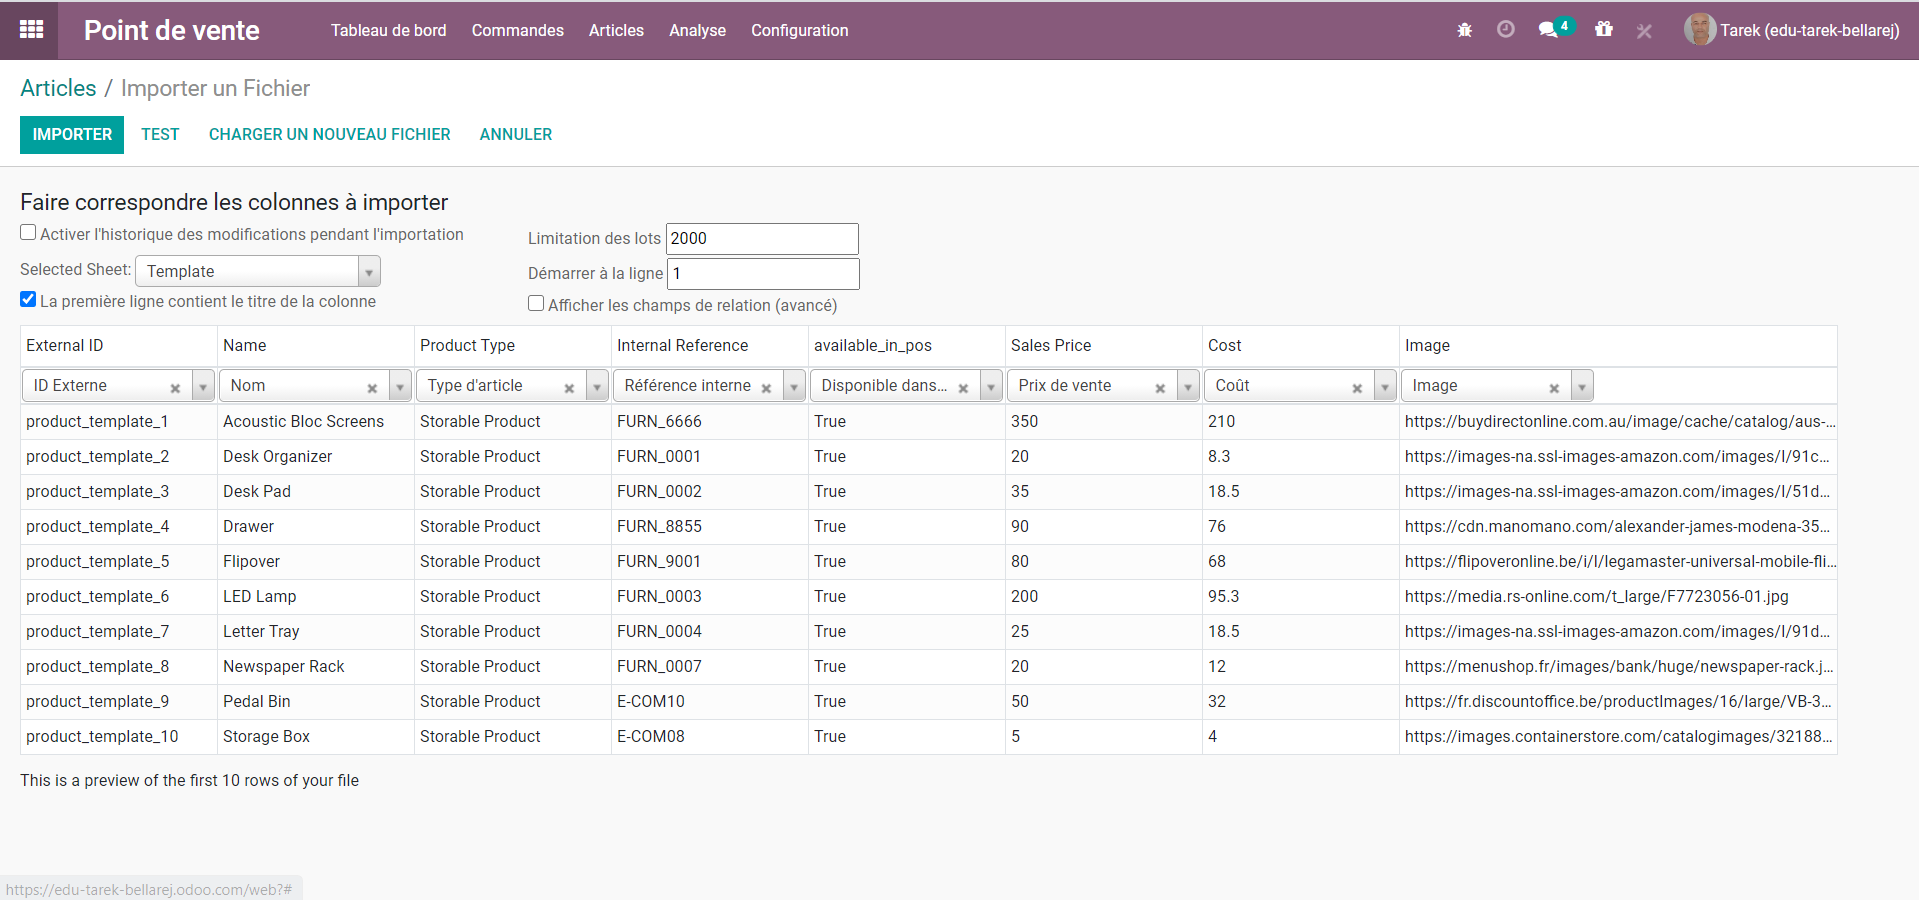 Point de vente Tableau de bord Commandes Articles Analyse Configuration 4 Tarek (edu-tarek-bellarej)
Articles / Importer un Fichier
IMPORTER TEST CHARGER UN NOUVEAU FICHIER ANNULER
Faire correspondre les colonnes à importer
Activer l'historique des modifications pendant l'importation
Limitation des lots 2000
Selected Sheet: Template
Démarrer à la ligne 1
La première ligne contient le titre de la colonne
Afficher les champs de relation (avancé)
External ID Name Product Type Internal Reference available_in_pos Sales Price Cost Image
ID Externe Nom Type d'article Référence interne Disponible dans... Prix de vente Coût Image
product_template_1 Acoustic Bloc Screens Storable Product FURN_6666 True 350 210 https://buydirectonline.com.au/image/cache/catalog/aus-...
product_template_2 Desk Organizer Storable Product FURN_0001 True 20 8.3 https://images-na.ssl-images-amazon.com/images/I/91c...
product_template_3 Desk Pad Storable Product FURN_0002 True 35 18.5 https://images-na.ssl-images-amazon.com/images/I/51d...
product_template_4 Drawer Storable Product FURN_8855 True 90 76 https://cdn.manomano.com/alexander-james-modena-35...
product_template_5 Flipover Storable Product FURN_9001 True 80 68 https://flipoveronline.be/i/l/legamaster-universal-mobile-fli...
product_template_6 LED Lamp Storable Product FURN_0003 True 200 95.3 https://media.rs-online.com/t_large/F7723056-01.jpg
product_template_7 Letter Tray Storable Product FURN_0004 True 25 18.5 https://images-na.ssl-images-amazon.com/images/I/91d...
product_template_8 Newspaper Rack Storable Product FURN_0007 True 20 12 https://menushop.fr/images/bank/huge/newspaper-rack.j...
product_template_9 Pedal Bin Storable Product E-COM10 True 50 32 https://fr.discountoffice.be/productImages/16/large/VB-3...
product_template_10 Storage Box Storable Product E-COM08 True 5 4 https://images.containerstore.com/catalogimages/32188...
This is a preview of the first 10 rows of your file
https://edu-tarek-bellarej.odoo.com/web?#